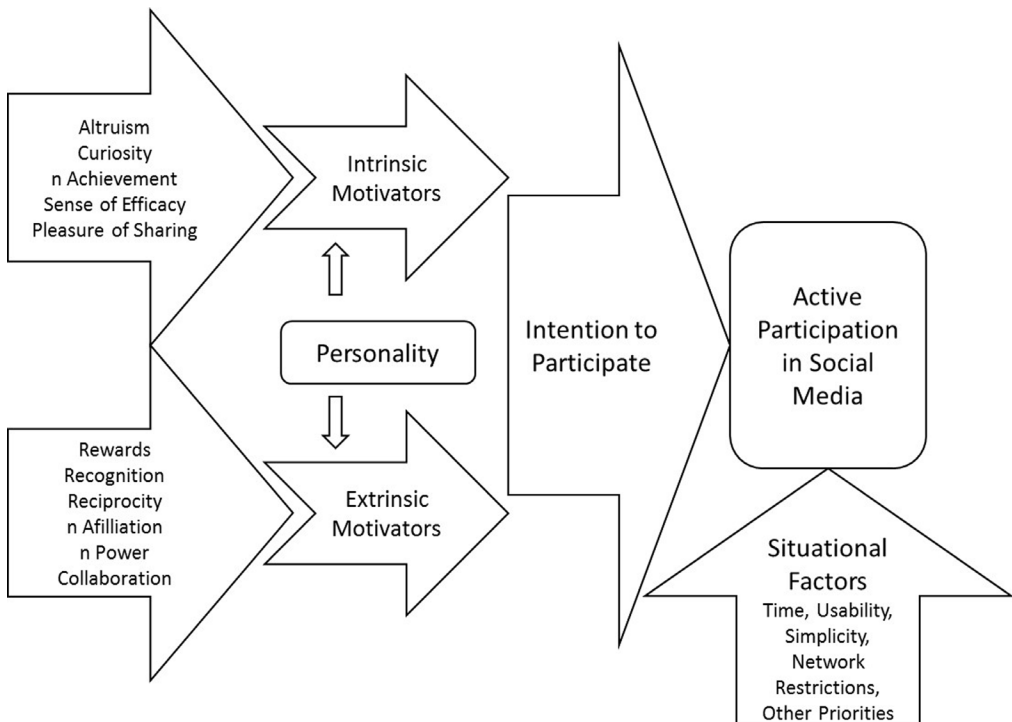 Altruism
Curiosity
n Achievement
Sense of Efficacy
Pleasure of Sharing
Intrinsic
Motivators
Personality
Rewards
Recognition
Reciprocity
n Afilliation
n Power
Collaboration
Extrinsic
Motivators
Intention to
Participate
Active
Participation
in Social
Media
Situational
Factors
Time, Usability,
Simplicity,
Network
Restrictions,
Other Priorities